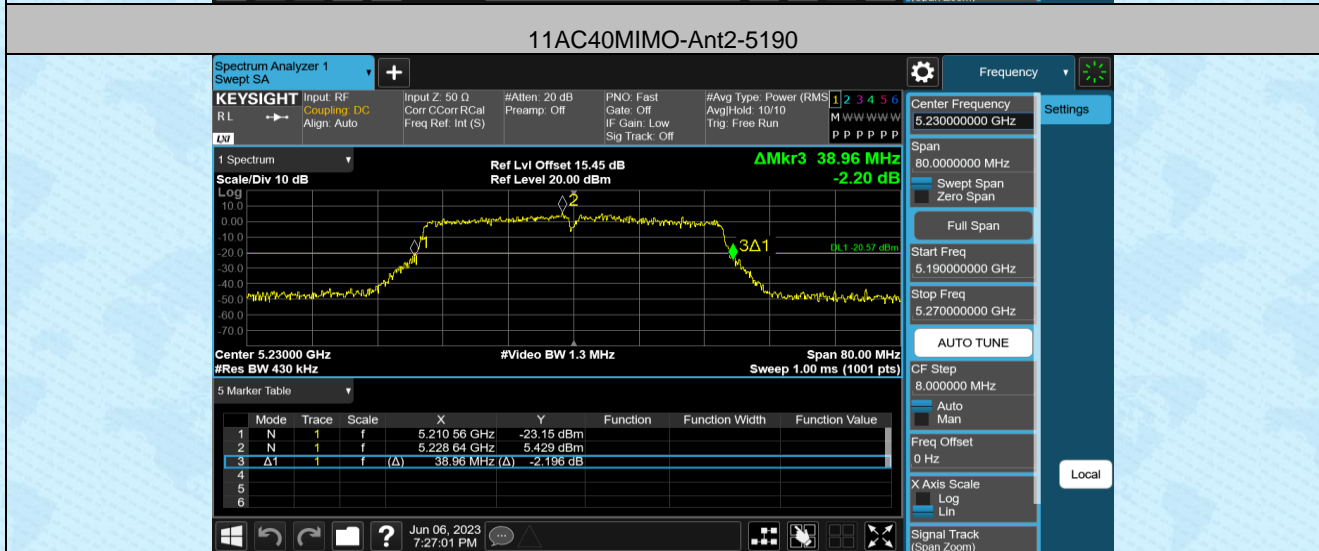 (Span Zoom)
11AC40MIMO-Ant2-5190
Spectrum Analyzer 1
Swept SA
Frequency
KEYSIGHT
RL
LXI
Input: RF
Coupling: DC
Align: Auto
Input Z: 50 Ω
Corr CCorr RCal
Freq Ref: Int (S)
#Atten: 20 dB
Preamp: Off
PNO: Fast
Gate: Off
IF Gain: Low
Sig Track: Off
#Avg Type: Power (RMS
Avg|Hold: 10/10
Trig: Free Run
1 2 3 4 5 6
M W W W W W
P P P P P P
1 Spectrum
Scale/Div 10 dB
Ref Lvl Offset 15.45 dB
Ref Level 20.00 dBm
ΔMkr3 38.96 MHz
-2.20 dB
Log
10.0
0.00
-10.0
-20.0
-30.0
-40.0
-50.0
-60.0
-70.0
1
2
3Δ1
DL1 -20.57 dBm
Center 5.23000 GHz
#Video BW 1.3 MHz
Span 80.00 MHz
#Res BW 430 kHz
Sweep 1.00 ms (1001 pts)
5 Marker Table
Mode Trace Scale X Y Function Function Width Function Value
1 N 1 f 5.210 56 GHz -23.15 dBm
2 N 1 f 5.228 64 GHz 5.429 dBm
3 Δ1 1 f (Δ) 38.96 MHz (Δ) -2.196 dB
4
5
6
?
Jun 06, 2023
7:27:01 PM
Center Frequency
5.230000000 GHz
Settings
Span
80.0000000 MHz
Swept Span
Zero Span
Full Span
Start Freq
5.190000000 GHz
Stop Freq
5.270000000 GHz
AUTO TUNE
CF Step
8.000000 MHz
Auto
Man
Freq Offset
0 Hz
Local
X Axis Scale
Log
Lin
Signal Track
(Span Zoom)